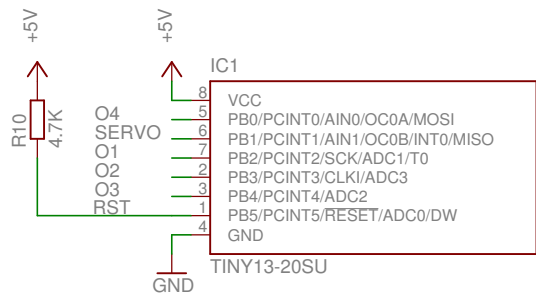 +5V
+5V
IC1
R10
4.7K
8 VCC
O4 5 PB0/PCINT0/AIN0/OC0A/MOSI
SERVO 6 PB1/PCINT1/AIN1/OC0B/INT0/MISO
O1 7 PB2/PCINT2/SCK/ADC1/T0
O2 2 PB3/PCINT3/CLKI/ADC3
O3 3 PB4/PCINT4/ADC2
RST 1 PB5/PCINT5/RESET/ADC0/DW
4 GND
GND
TINY13-20SU